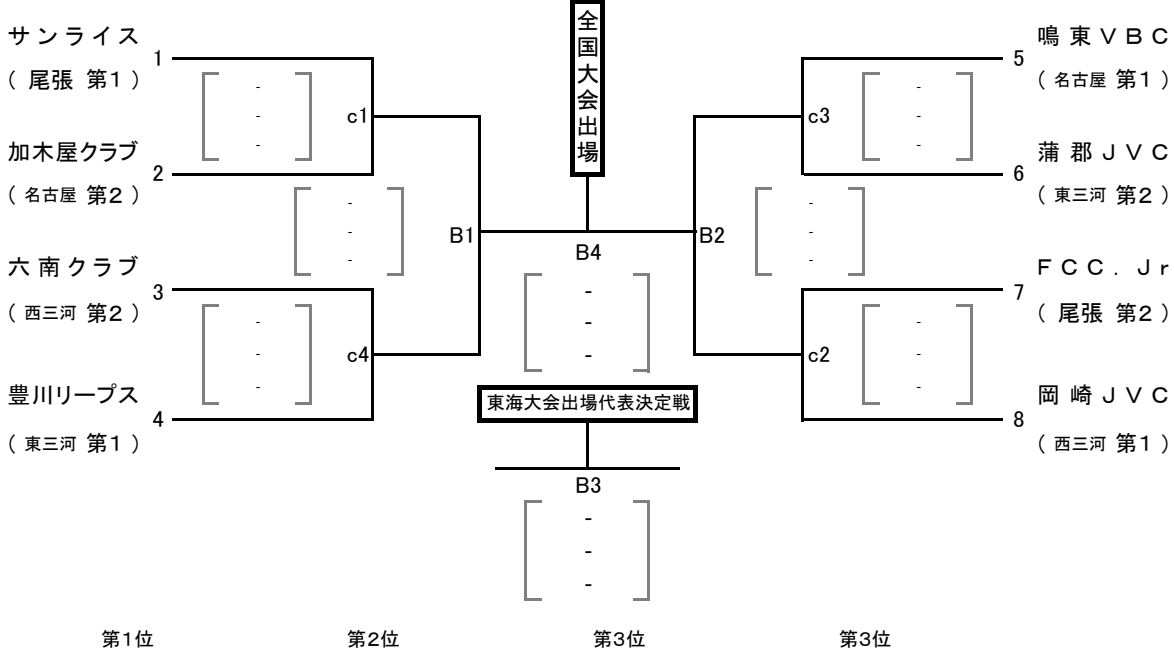 全国大会出場
サンライス
1
( 尾張 第1 )
-
-
-
c1
加木屋クラブ
2
( 名古屋 第2 )
-
-
-
B1
六南クラブ
3
( 西三河 第2 )
-
-
-
c4
豊川リープス
4
( 東三河 第1 )
B4
-
-
-
東海大会出場代表決定戦
B3
-
-
-
鳴東VBC
5
( 名古屋 第1 )
-
-
-
c3
蒲郡JVC
6
( 東三河 第2 )
-
-
-
B2
FCC. Jr
7
( 尾張 第2 )
-
-
-
c2
岡崎JVC
8
( 西三河 第1 )
第1位 第2位 第3位 第3位